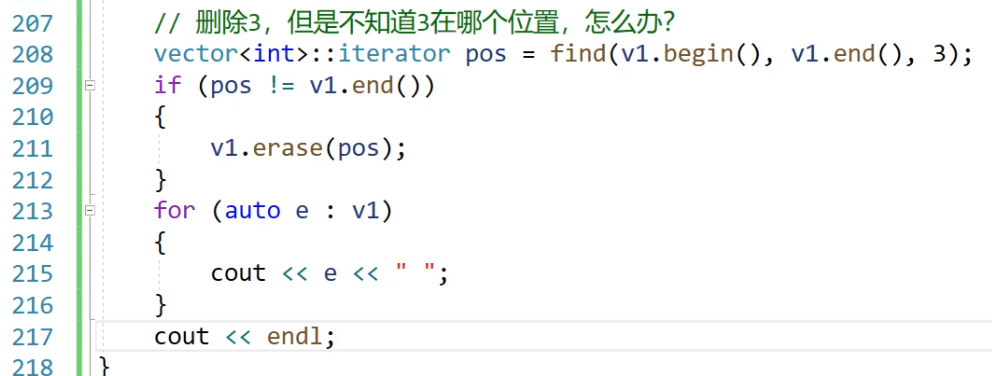 207 // 删除3，但是不知道3在哪个位置，怎么办？
208 vector<int>::iterator pos = find(v1.begin(), v1.end(), 3);
209 if (pos != v1.end())
210 {
211 v1.erase(pos);
212 }
213 for (auto e : v1)
214 {
215 cout << e << " ";
216 }
217 cout << endl;
218 }